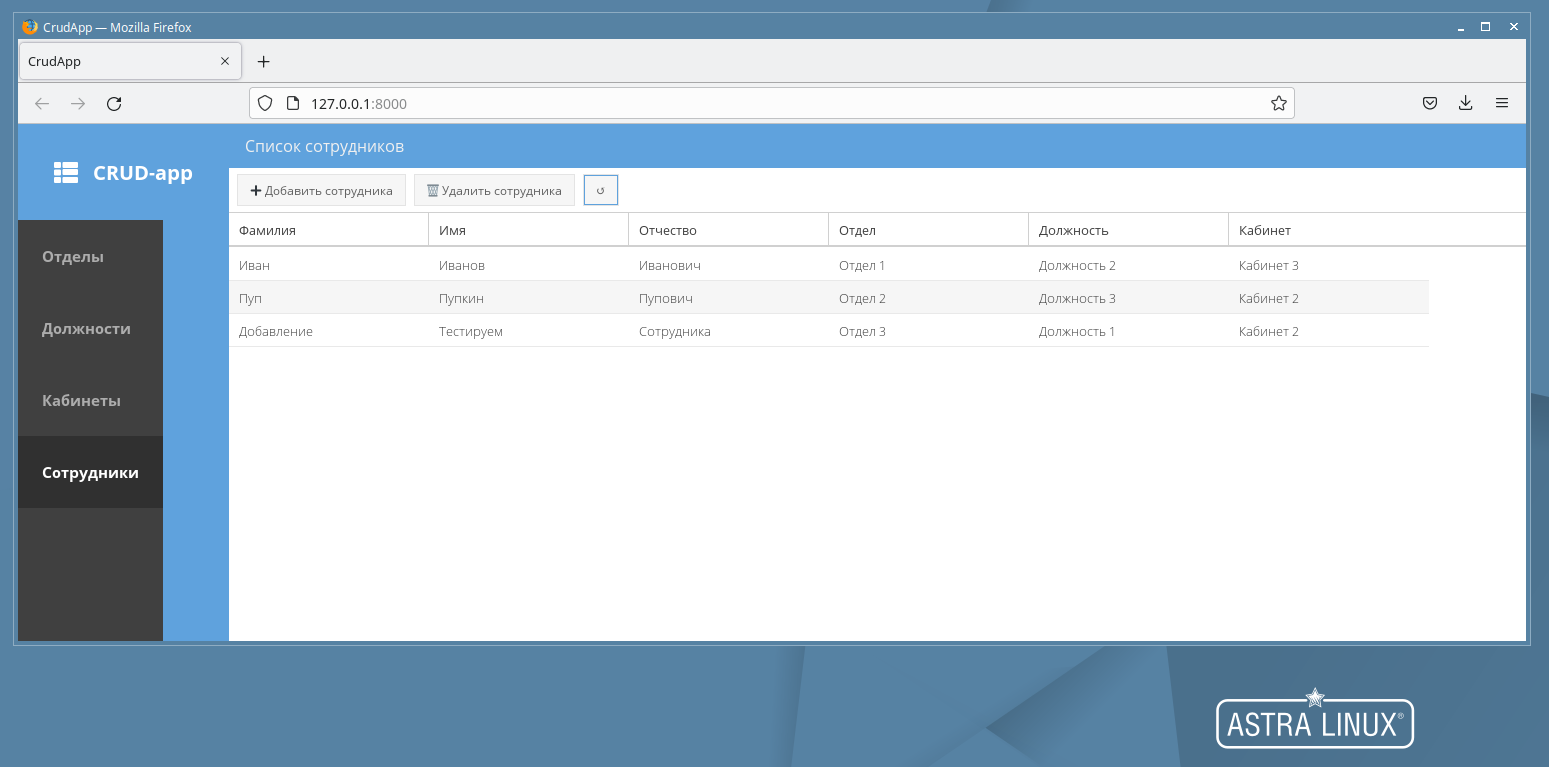 CrudApp — Mozilla Firefox
CrudApp
127.0.0.1:8000
CRUD-app
Отделы
Должности
Кабинеты
Сотрудники
Список сотрудников
Добавить сотрудника Удалить сотрудника
Фамилия Имя Отчество Отдел Должность Кабинет
Иван Иванов Иванович Отдел 1 Должность 2 Кабинет 3
Пуп Пупкин Пупович Отдел 2 Должность 3 Кабинет 2
Добавление Тестируем Сотрудника Отдел 3 Должность 1 Кабинет 2
ASTRA LINUX®